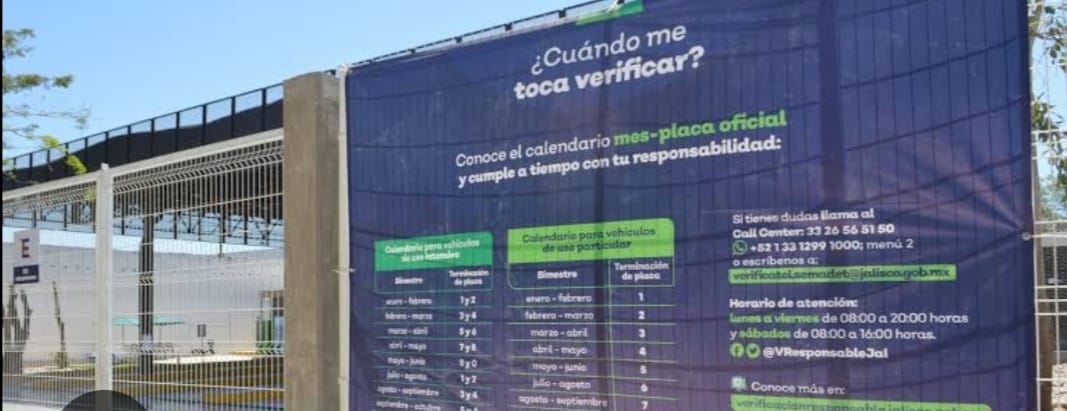 ¿Cuándo me
toca verificar?
Conoce el calendario mes-placa oficial
y cumple a tiempo con tu responsabilidad:
Calendario para vehículos
de uso intensivo
Bimestre Terminación
de placa
enero - febrero 1 y 2
febrero - marzo 3 y 4
marzo - abril 5 y 6
abril - mayo 7 y 8
mayo - junio 9 y 0
julio - agosto 1 y 2
agosto - septiembre 3 y 4
septiembre - octubre
Calendario para vehículos
de uso particular
Bimestre Terminación
de placa
enero - febrero 1
febrero - marzo 2
marzo - abril 3
abril - mayo 4
mayo - junio 5
julio - agosto 6
agosto - septiembre 7
Si tienes dudas llama al
Call Center: 33 26 56 51 50
+52 1 33 1299 1000; menú 2
o escríbenos a:
verificatel.semadet@jalisco.gob.mx
Horario de atención:
lunes a viernes de 08:00 a 20:00 horas
y sábados de 08:00 a 16:00 horas.
@VResponsableJal
Conoce más en:
E